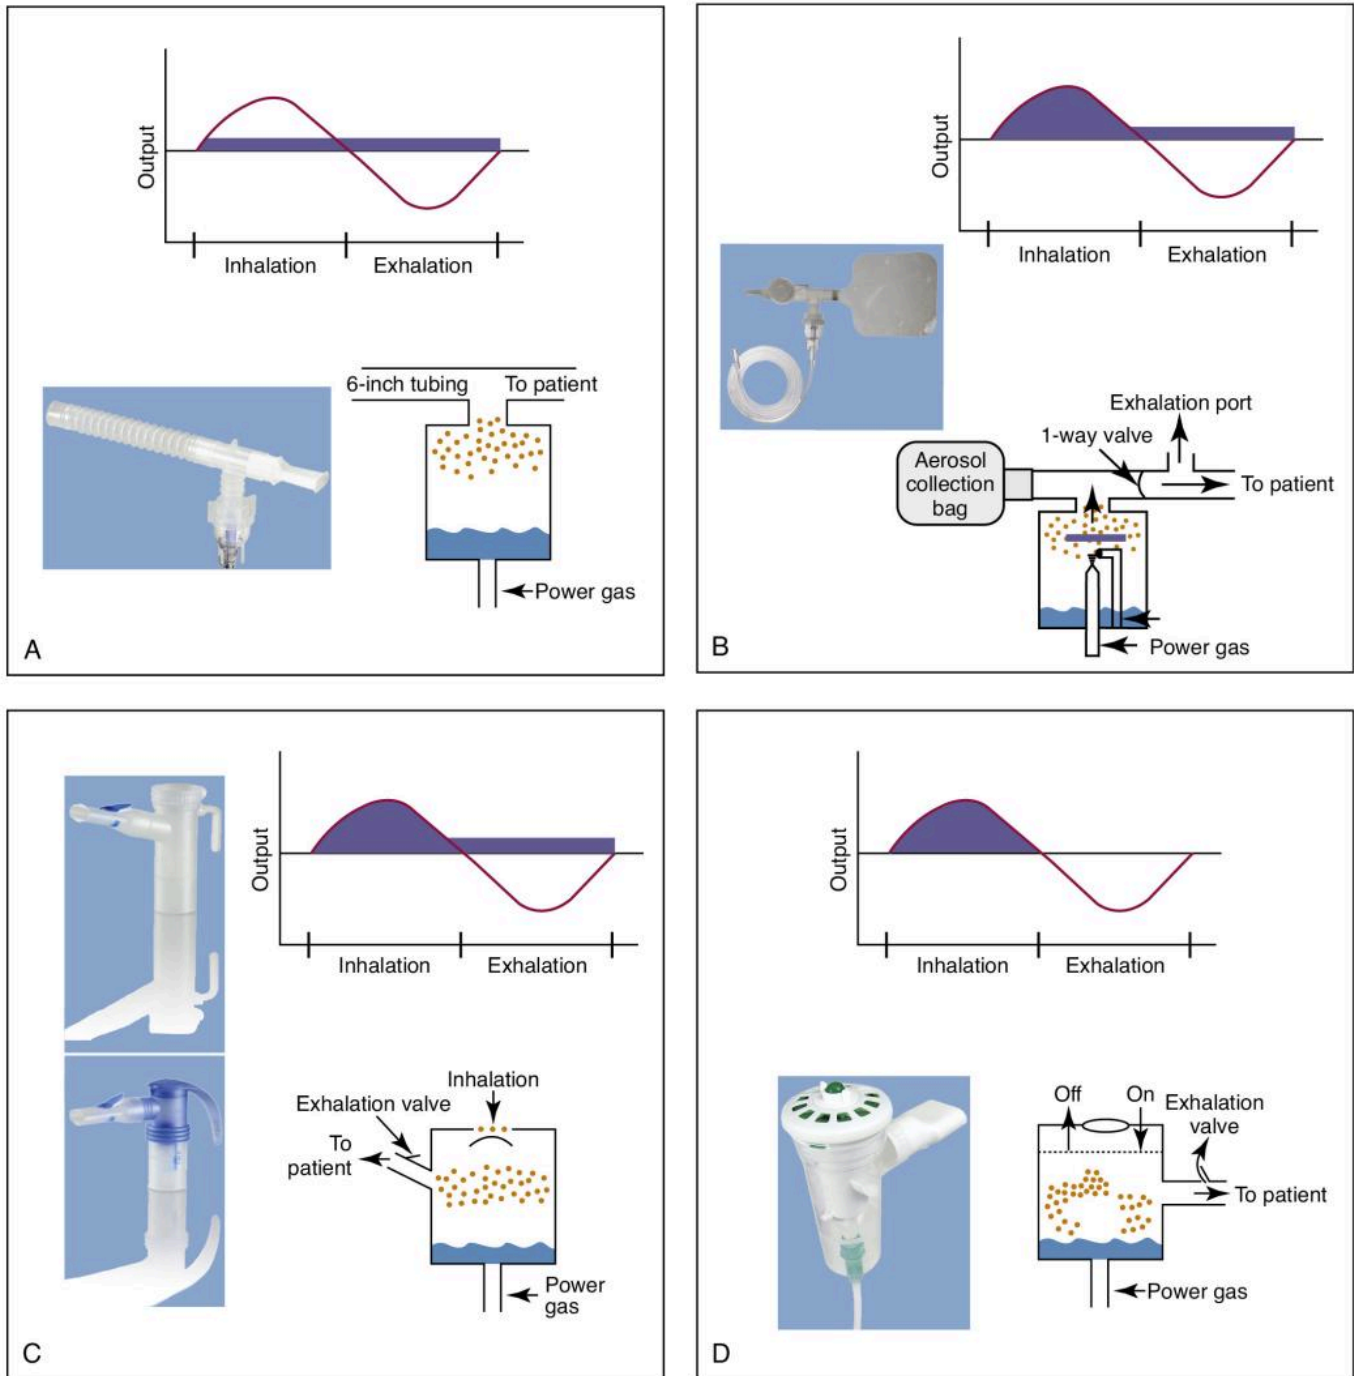 Output
Inhalation
Exhalation
6-inch tubing
To patient
Power gas
A
Output
Inhalation
Exhalation
Exhalation port
1-way valve
Aerosol
collection
bag
To patient
Power gas
B
Output
Inhalation
Exhalation
Inhalation
Exhalation valve
To
patient
Power
gas
C
Output
Inhalation
Exhalation
Off
On
Exhalation
valve
To patient
Power gas
D